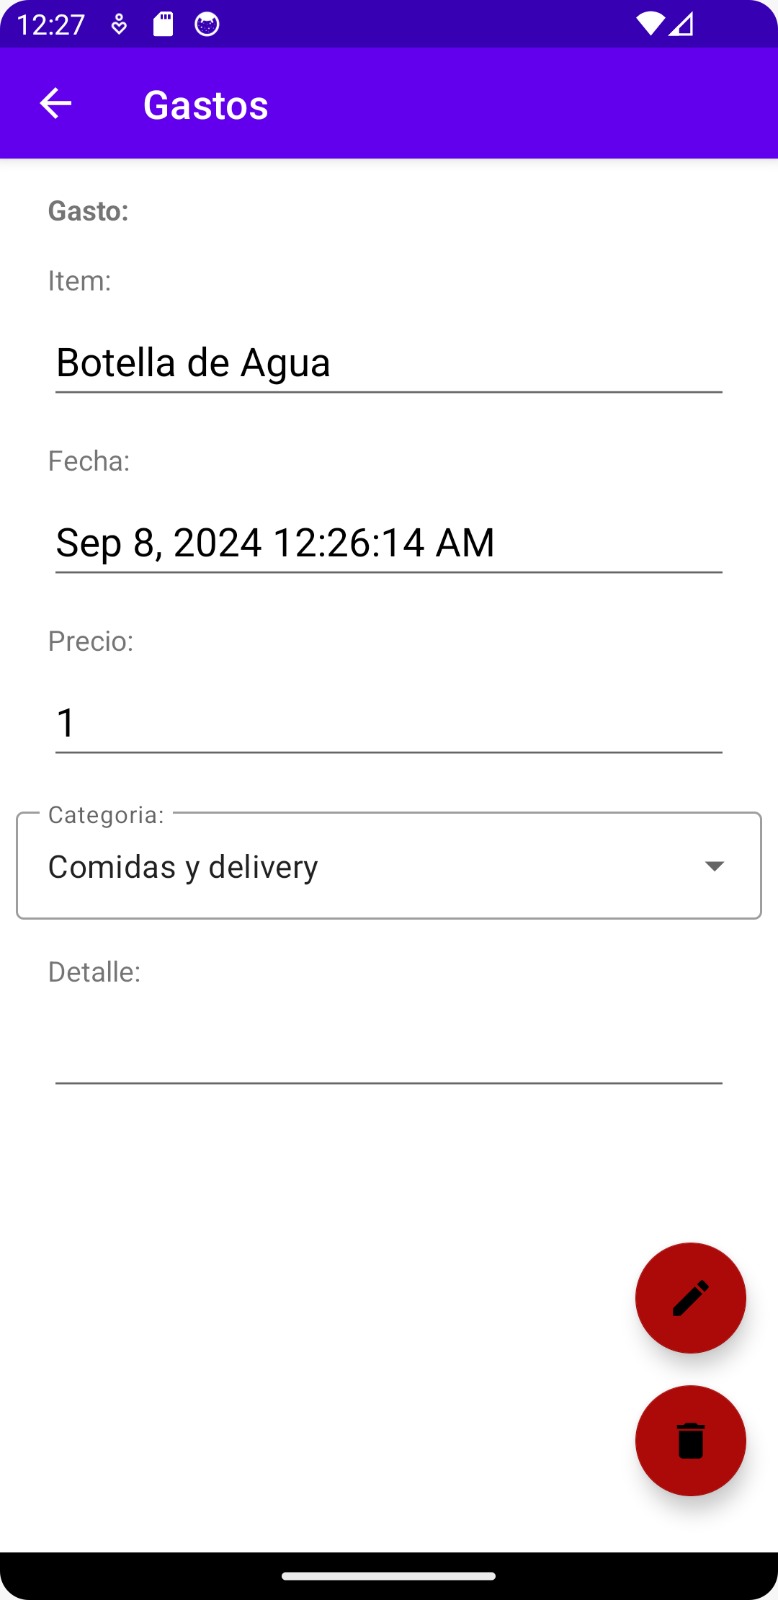 12:27
Gastos
Gasto:
Item:
Botella de Agua
Fecha:
Sep 8, 2024 12:26:14 AM
Precio:
1
Categoria:
Comidas y delivery
Detalle: